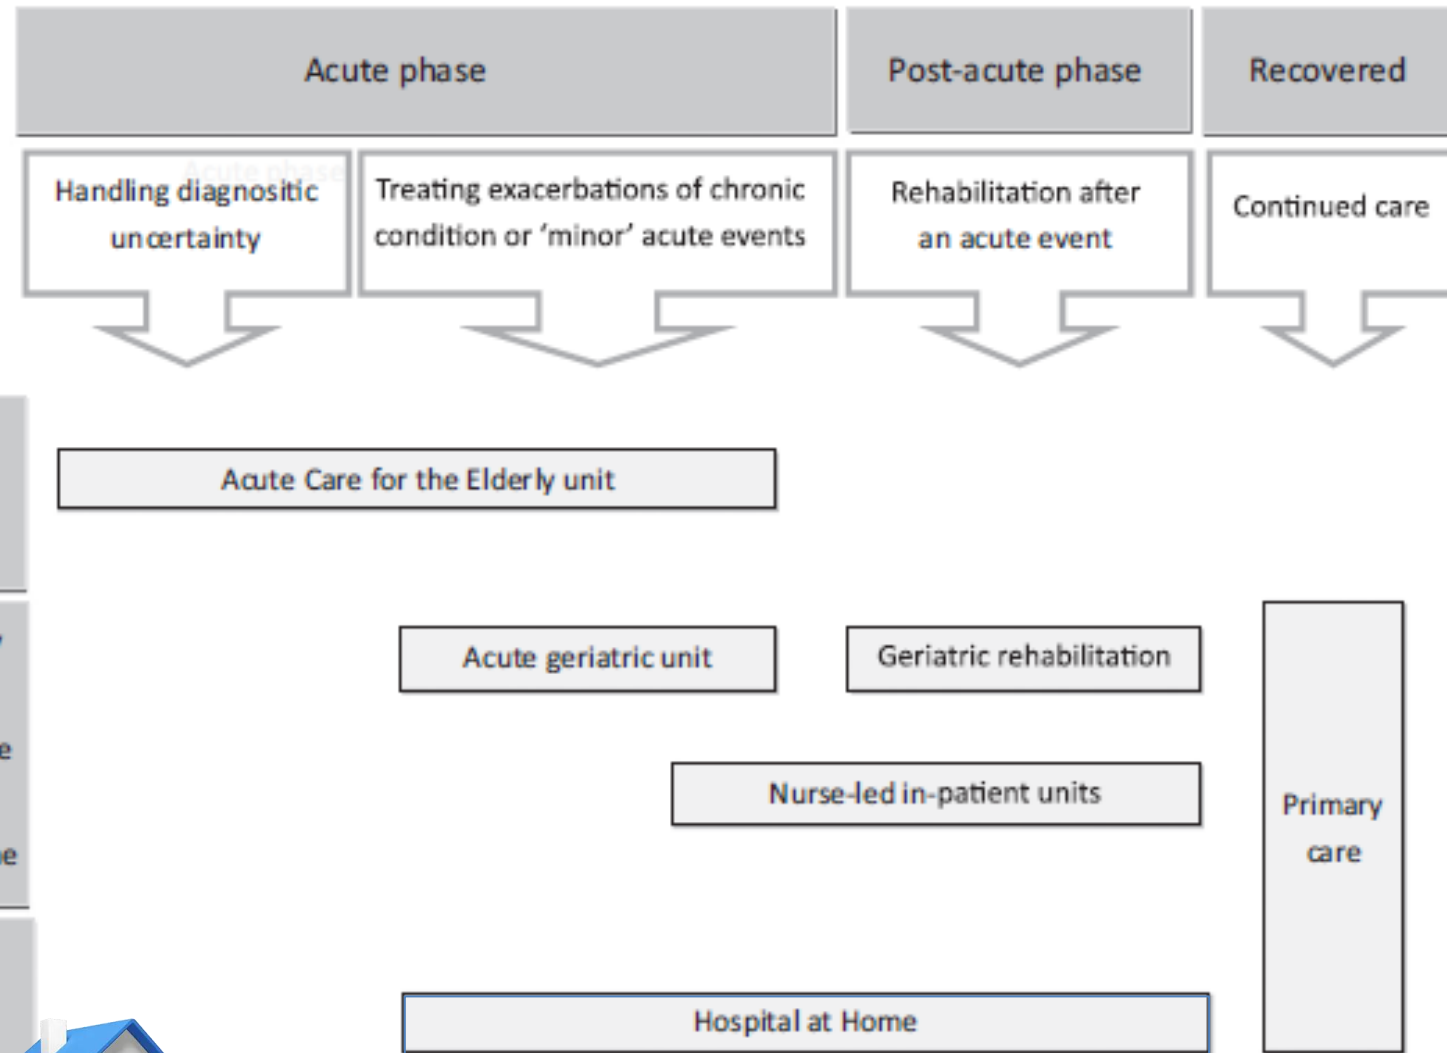 Acute phase
Post-acute phase
Recovered
Acute phase
Handling diagnositic
uncertainty
Treating exacerbations of chronic
condition or ‘minor’ acute events
Rehabilitation after
an acute event
Continued care
Acute Care for the Elderly unit
Acute geriatric unit
Geriatric rehabilitation
Nurse-led in-patient units
Primary
care
Hospital at Home